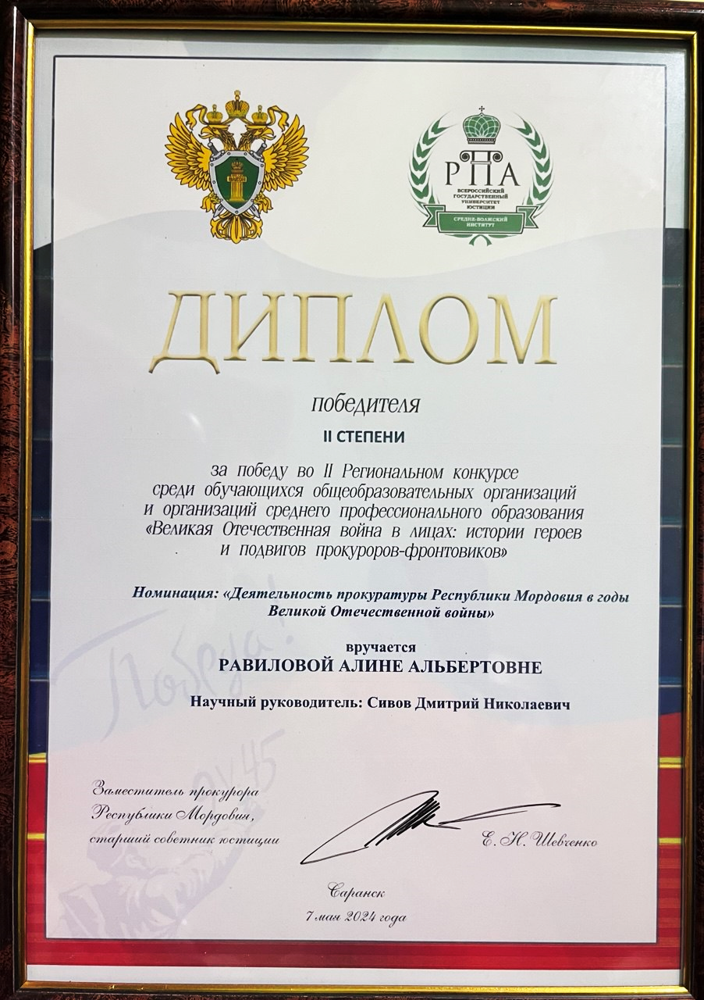 РПА
ВСЕРОССИЙСКИЙ
ГОСУДАРСТВЕННЫЙ
УНИВЕРСИТЕТ
ЮСТИЦИИ
СРЕДНЕ-ВОЛЖСКИЙ
ИНСТИТУТ
ДИПЛОМ
победителя
II СТЕПЕНИ
за победу во II Региональном конкурсе
среди обучающихся общеобразовательных организаций
и организаций среднего профессионального образования
«Великая Отечественная война в лицах: истории героев
и подвигов прокуроров-фронтовиков»
Номинация: «Деятельность прокуратуры Республики Мордовия в годы
Великой Отечественной войны»
вручается
РАВИЛОВОЙ АЛИНЕ АЛЬБЕРТОВНЕ
Научный руководитель: Сивов Дмитрий Николаевич
Победа!
Заместитель прокурора
Республики Мордовия,
старший советник юстиции
Е. Н. Шевченко
Саранск
7 мая 2024 года